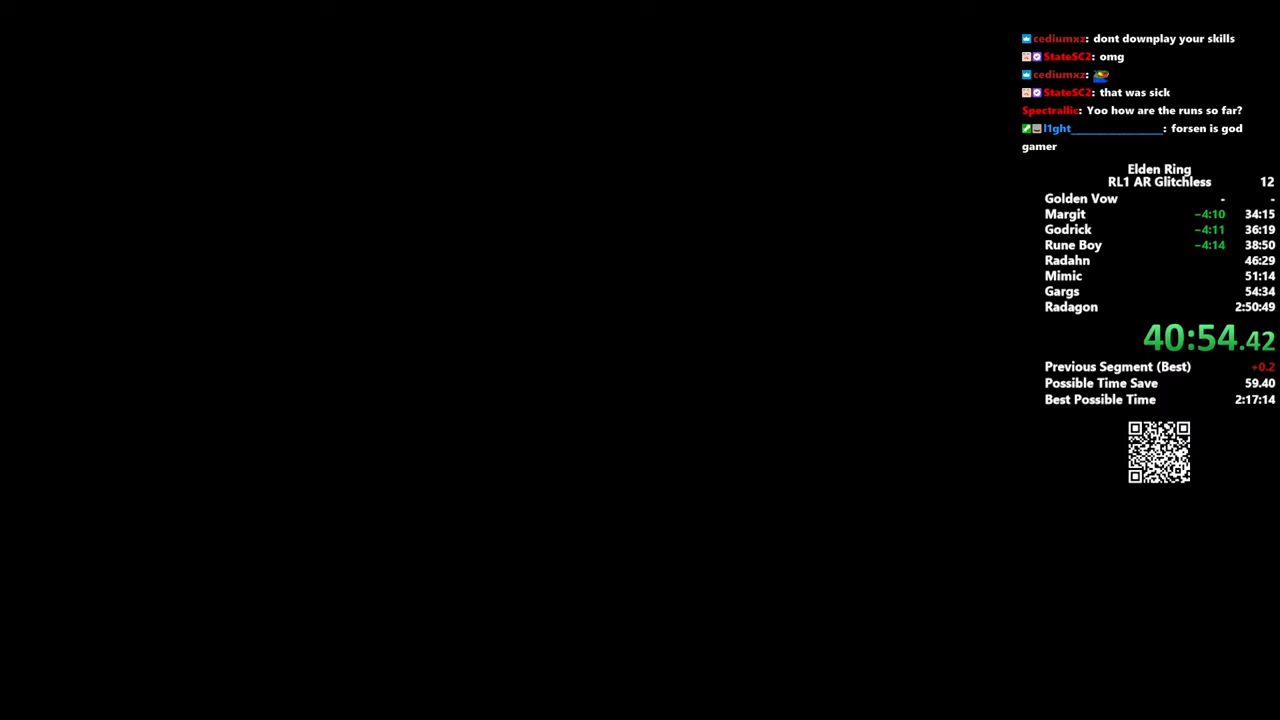 cediumxz: dont downplay your skills
StateSC2: omg
cediumxz:
StateSC2: that was sick
Spectrallic: Yoo how are the runs so far?
l1ght__________________: forsen is god
gamer
Elden Ring
RL1 AR Glitchless 12
Golden Vow - -
Margit −4:10 34:15
Godrick −4:11 36:19
Rune Boy −4:14 38:50
Radahn 46:29
Mimic 51:14
Gargs 54:34
Radagon 2:50:49
40:54.42
Previous Segment (Best) +0.2
Possible Time Save 59.40
Best Possible Time 2:17:14